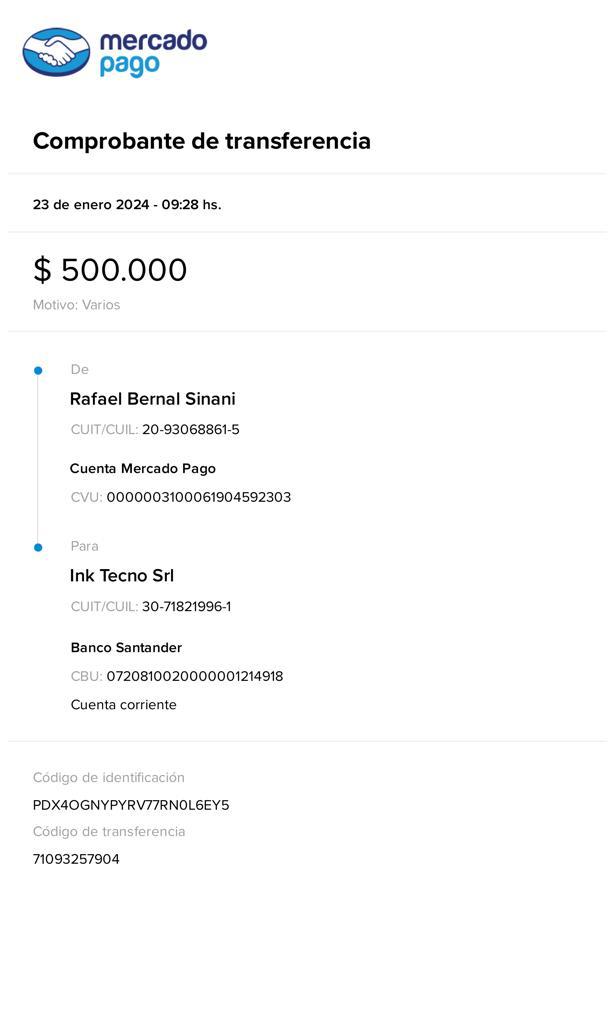 mercado
pago
Comprobante de transferencia
23 de enero 2024 - 09:28 hs.
$ 500.000
Motivo: Varios
De
Rafael Bernal Sinani
CUIT/CUIL: 20-93068861-5
Cuenta Mercado Pago
CVU: 0000003100061904592303
Para
Ink Tecno Srl
CUIT/CUIL: 30-71821996-1
Banco Santander
CBU: 0720810020000001214918
Cuenta corriente
Código de identificación
PDX4OGNYPYRV77RN0L6EY5
Código de transferencia
71093257904